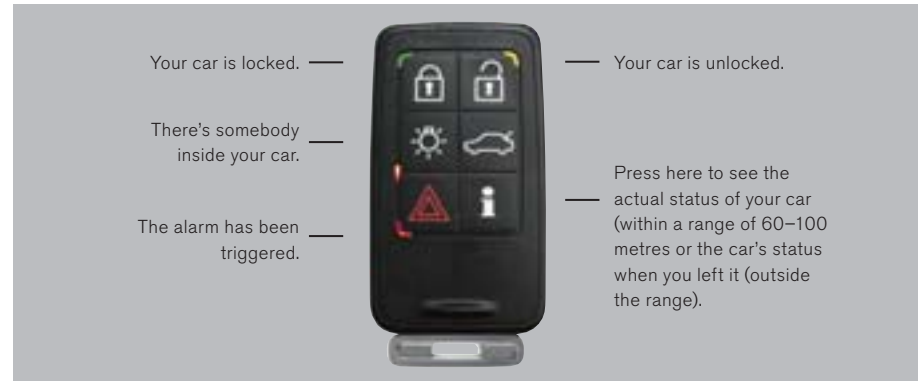 Your car is locked.
There's somebody
inside your car.
The alarm has been
triggered.
Your car is unlocked.
Press here to see the
actual status of your car
(within a range of 60–100
metres or the car's status
when you left it (outside
the range).
i